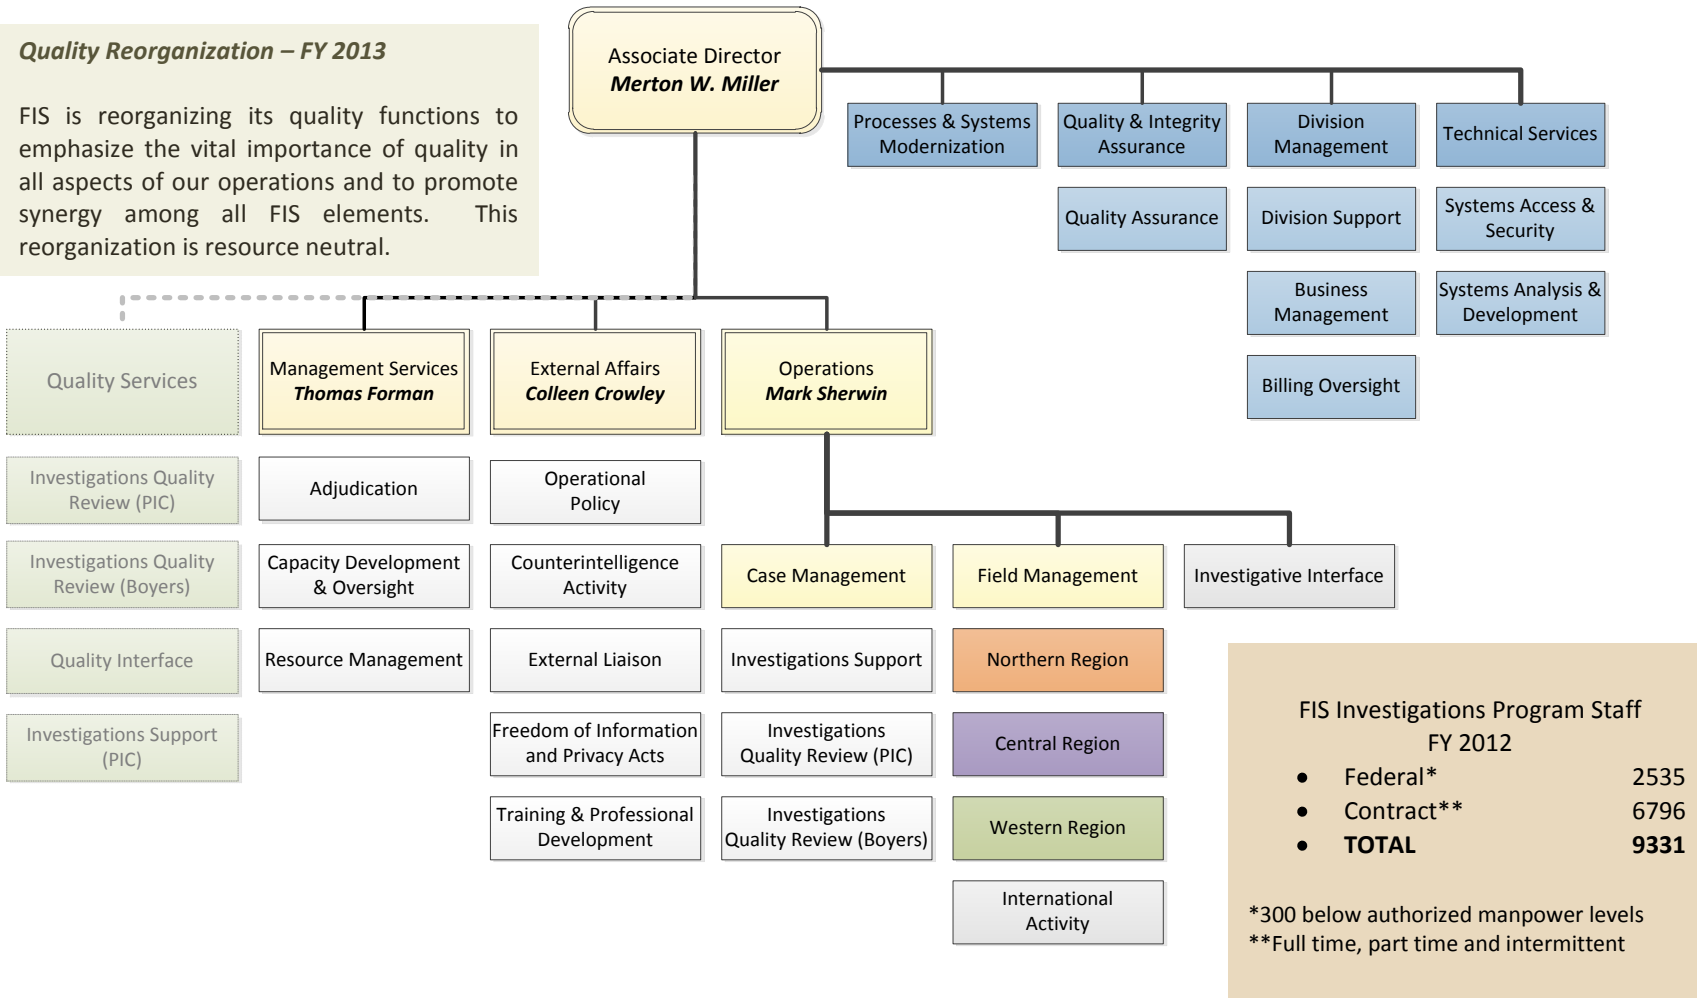 Quality Reorganization – FY 2013
FIS is reorganizing its quality functions to
emphasize the vital importance of quality in
all aspects of our operations and to promote
synergy among all FIS elements. This
reorganization is resource neutral.
Associate Director
Merton W. Miller
Processes & Systems
Modernization
Quality & Integrity
Assurance
Division
Management
Technical Services
Quality Assurance
Division Support
Systems Access &
Security
Business
Management
Systems Analysis &
Development
Billing Oversight
Quality Services
Management Services
Thomas Forman
External Affairs
Colleen Crowley
Operations
Mark Sherwin
Investigations Quality
Review (PIC)
Adjudication
Operational
Policy
Investigations Quality
Review (Boyers)
Capacity Development
& Oversight
Counterintelligence
Activity
Case Management
Field Management
Investigative Interface
Quality Interface
Resource Management
External Liaison
Investigations Support
Northern Region
Investigations Support
(PIC)
Freedom of Information
and Privacy Acts
Investigations
Quality Review (PIC)
Central Region
Training & Professional
Development
Investigations
Quality Review (Boyers)
Western Region
International
Activity
FIS Investigations Program Staff
FY 2012
• Federal* 2535
• Contract** 6796
• TOTAL 9331
*300 below authorized manpower levels
**Full time, part time and intermittent